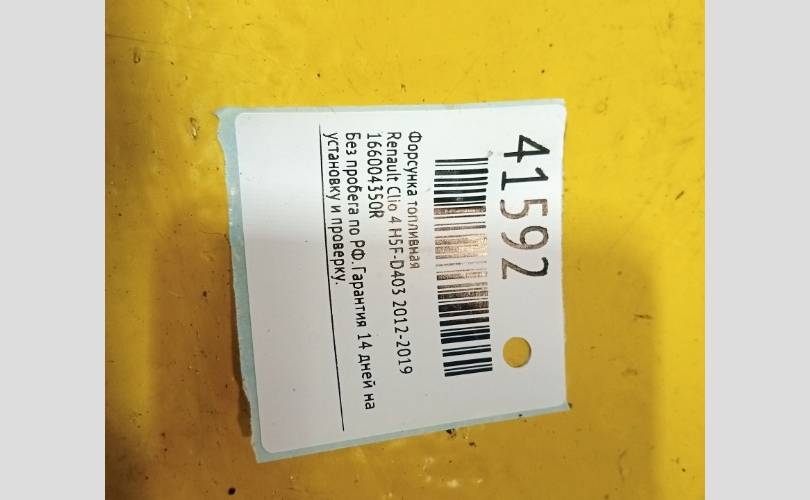 41592
Форсунка топливная
Renault Clio 4 H5F-D403 2012-2019
166004350R
Без пробега по РФ.Гарантия 14 дней на
установку и проверку.